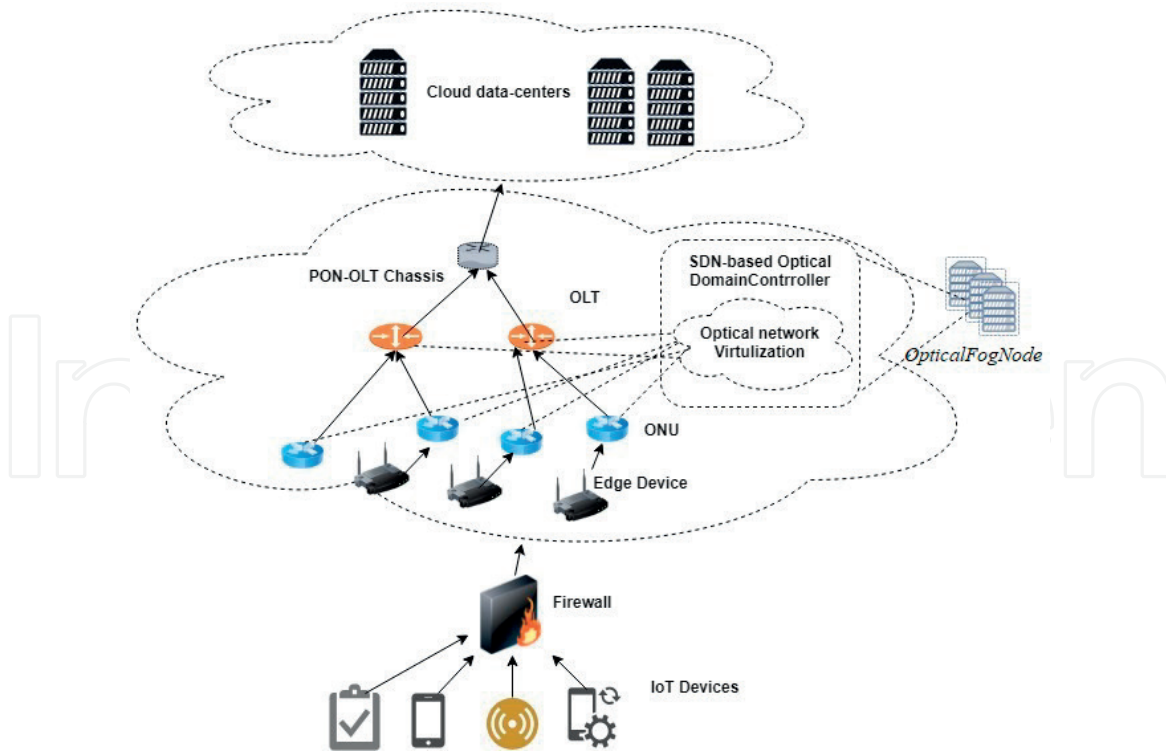 Cloud data-centers
PON-OLT Chassis
OLT
SDN-based Optical
DomainContrroller
Optical network
Virtulization
OpticalFogNode
ONU
Edge Device
Firewall
IoT Devices